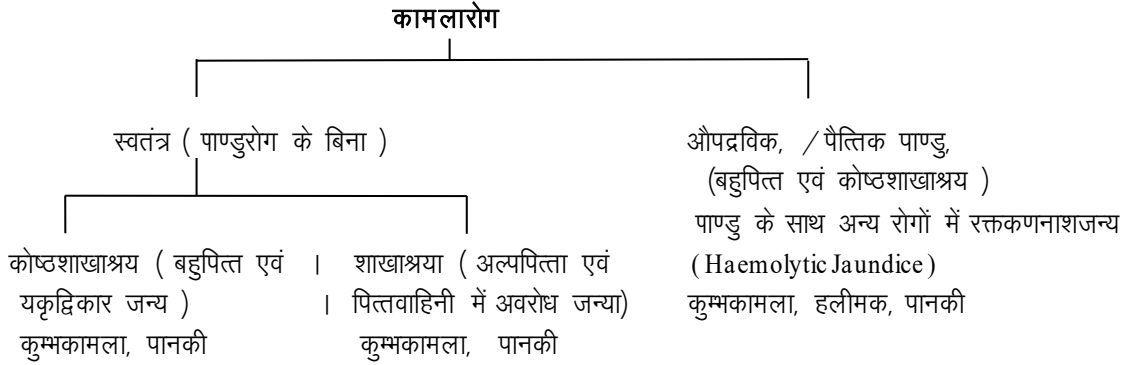 कामलारोग
स्वतंत्र ( पाण्डुरोग के बिना )
औपद्रविक, / पैत्तिक पाण्डु,
(बहुपित्त एवं कोष्ठशाखाश्रय )
पाण्डु के साथ अन्य रोगों में रक्तकणनाशजन्य
( Haemolytic Jaundice )
कुम्भकामला, हलीमक, पानकी
कोष्ठशाखाश्रय ( बहुपित्त एवं ।
यकृद्विकार जन्य ) ।
कुम्भकामला, पानकी
शाखाश्रया ( अल्पपित्ता एवं
पित्तवाहिनी में अवरोध जन्या)
कुम्भकामला, पानकी